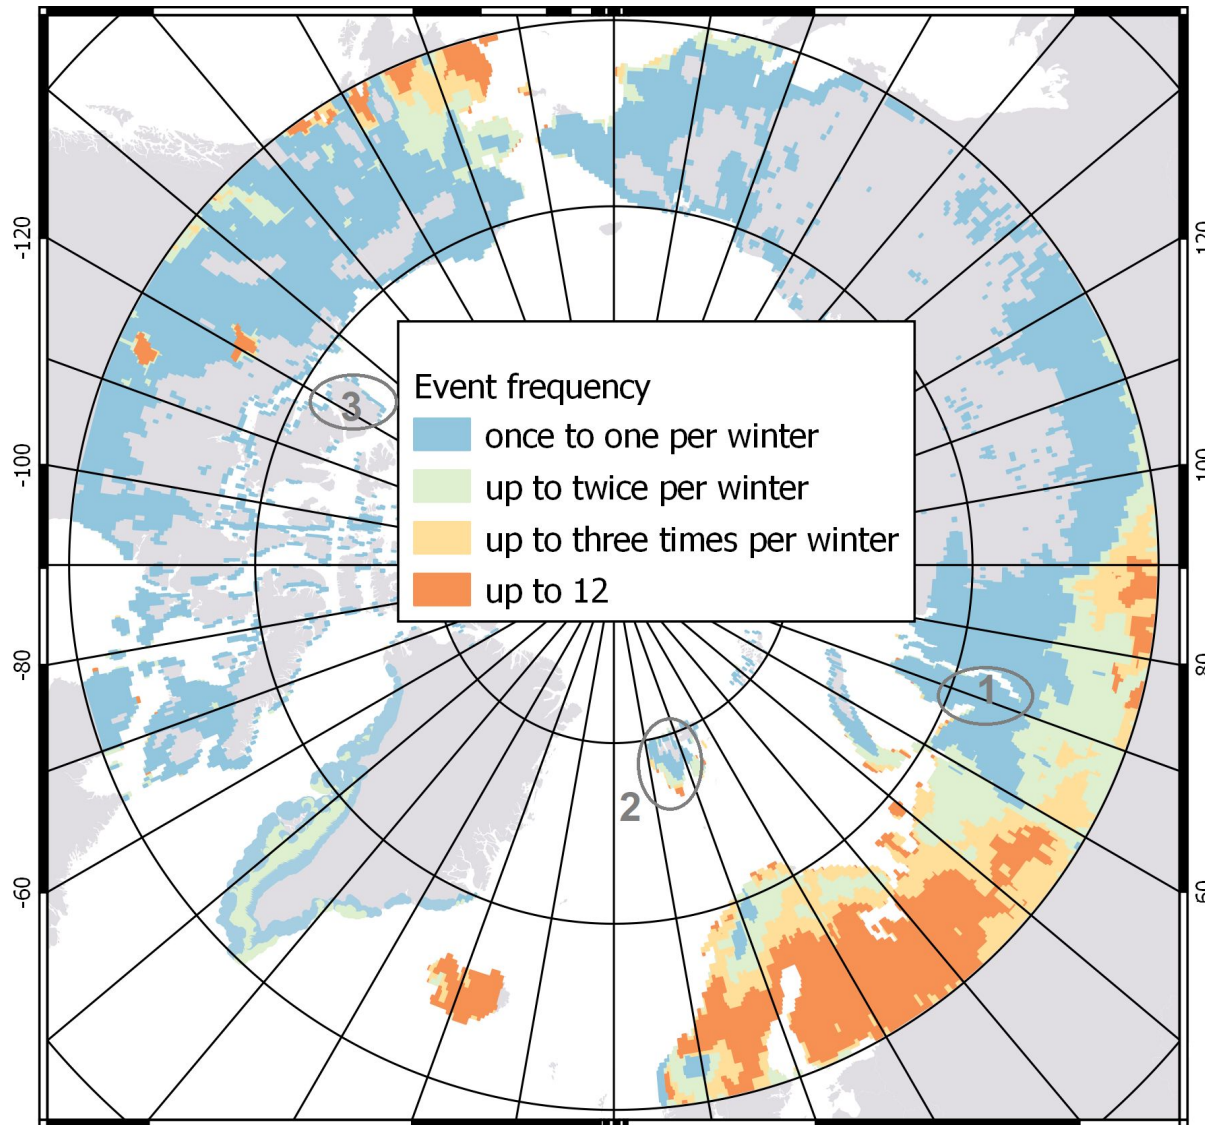 Event frequency
once to one per winter
up to twice per winter
up to three times per winter
up to 12
3
1
2
-120
-100
-80
-60
120
100
80
60